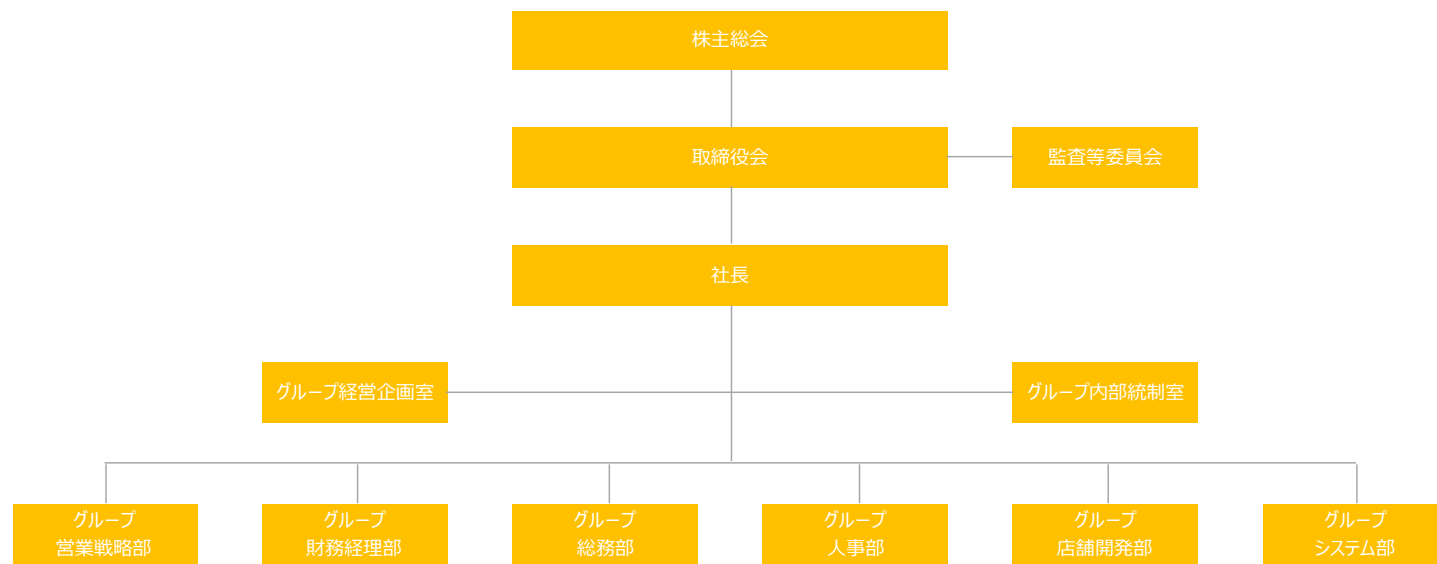 株主総会
取締役会
監査等委員会
社長
グループ経営企画室
グループ内部統制室
グループ
営業戦略部
グループ
財務経理部
グループ
総務部
グループ
人事部
グループ
店舗開発部
グループ
システム部